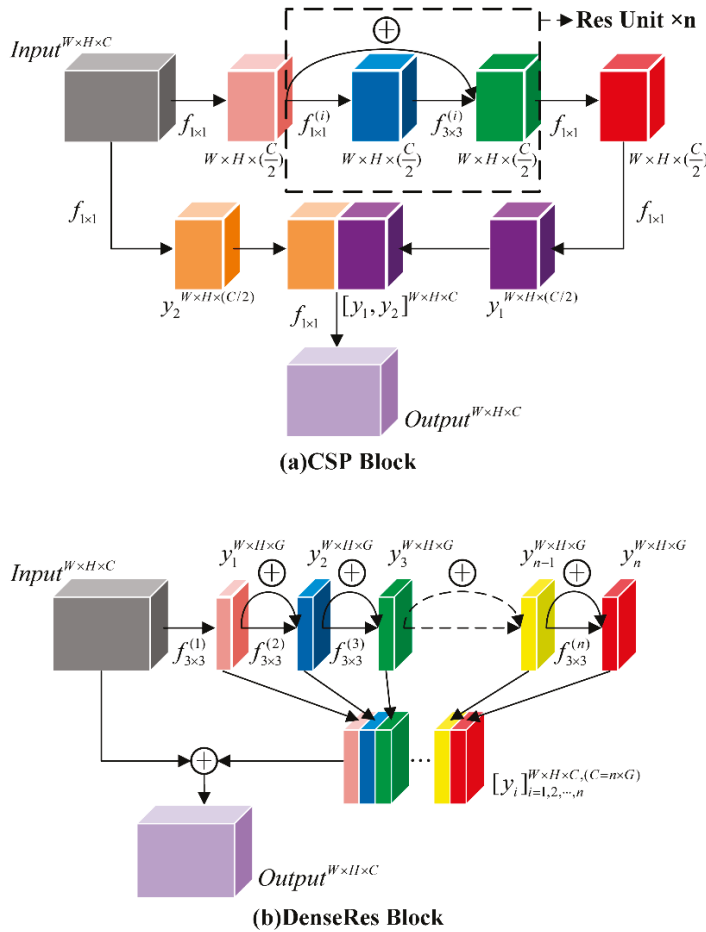 Res Unit ×n
Input^{W×H×C}
f_{1×1} f_{1×1}^{(i)} f_{3×3}^{(i)} f_{1×1}
W×H×(C/2) W×H×(C/2) W×H×(C/2) W×H×(C/2)
f_{1×1} f_{1×1}
y_2^{W×H×(C/2)} f_{1×1} [y_1, y_2]^{W×H×C} y_1^{W×H×(C/2)}
Output^{W×H×C}
(a)CSP Block
y_1^{W×H×G} y_2^{W×H×G} y_3^{W×H×G} y_{n-1}^{W×H×G} y_n^{W×H×G}
Input^{W×H×C}
f_{3×3}^{(1)} f_{3×3}^{(2)} f_{3×3}^{(3)} f_{3×3}^{(n)}
...
[y_i]_{i=1,2,···,n}^{W×H×C,(C=n×G)}
Output^{W×H×C}
(b)DenseRes Block